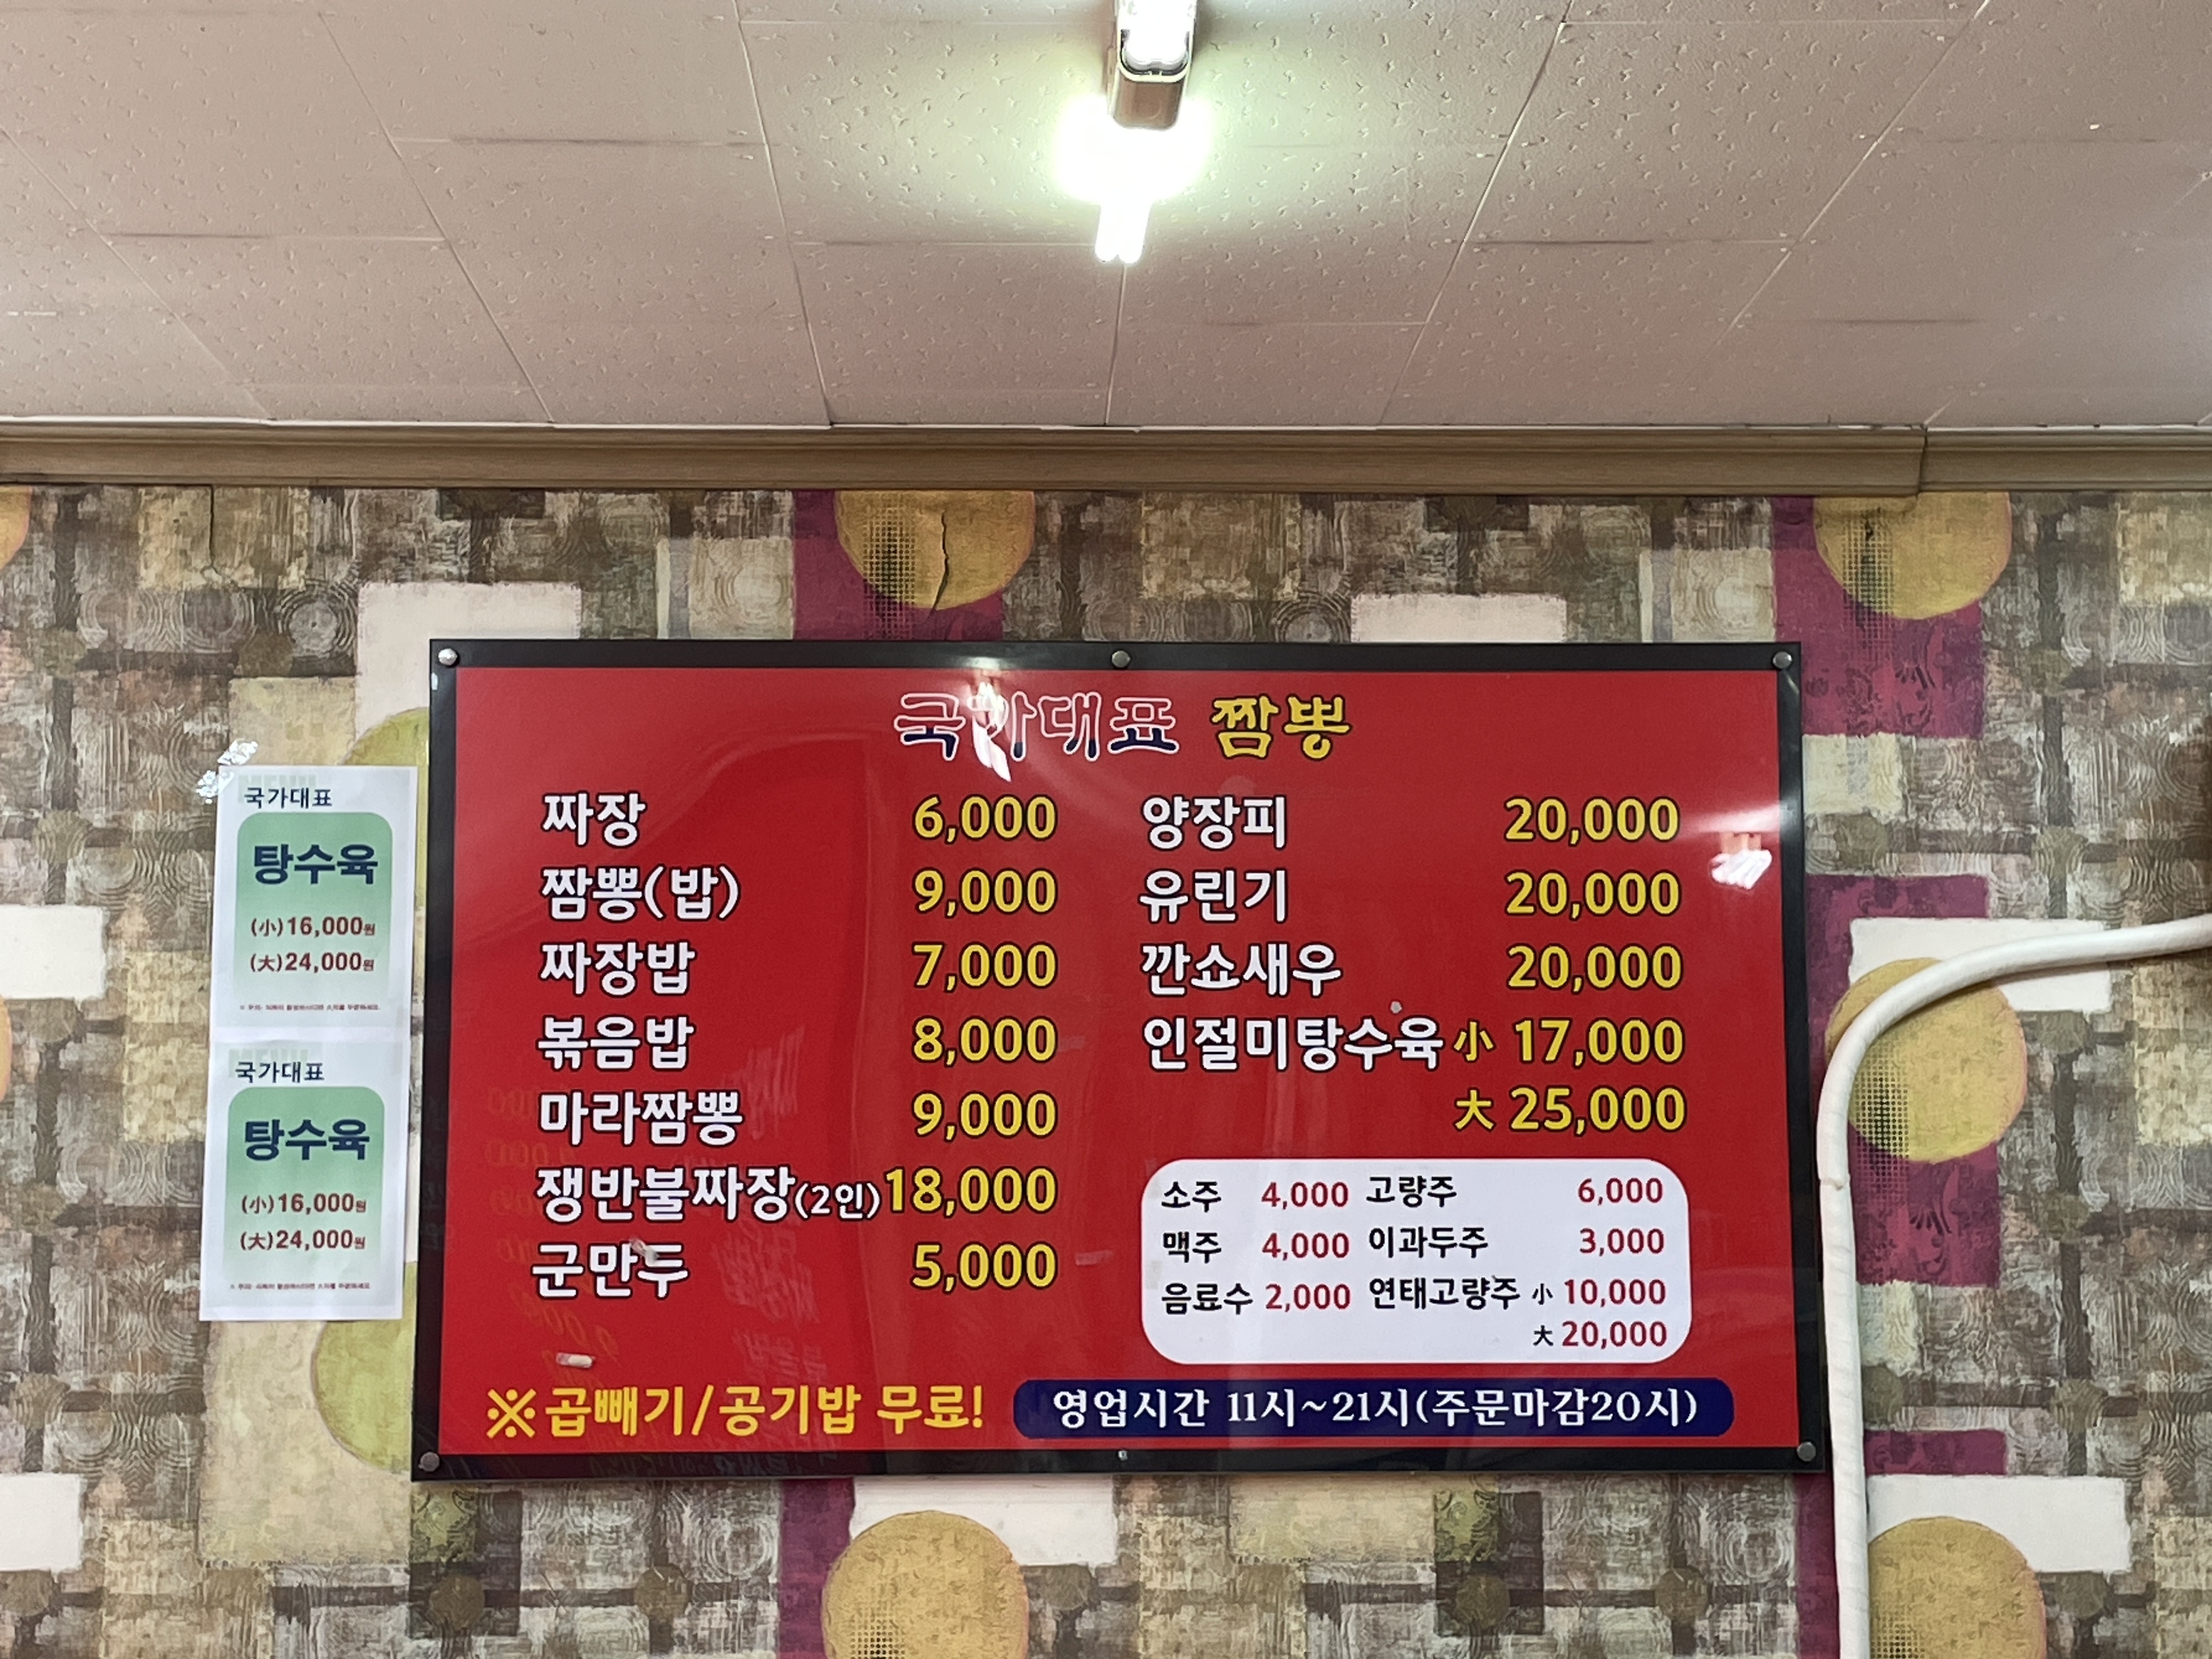 국가대표 짬뽕
짜장 6,000
짬뽕(밥) 9,000
짜장밥 7,000
볶음밥 8,000
마라짬뽕 9,000
쟁반불짜장(2인) 18,000
군만두 5,000
양장피 20,000
유린기 20,000
깐쇼새우 20,000
인절미탕수육 小 17,000
大 25,000
소주 4,000 고량주 6,000
맥주 4,000 이과두주 3,000
음료수 2,000 연태고량주 小 10,000
大 20,000
※곱빼기/공기밥 무료!
영업시간 11시~21시(주문마감20시)
MENU
국가대표
탕수육
(小)16,000원
(大)24,000원
MENU
국가대표
탕수육
(小)16,000원
(大)24,000원